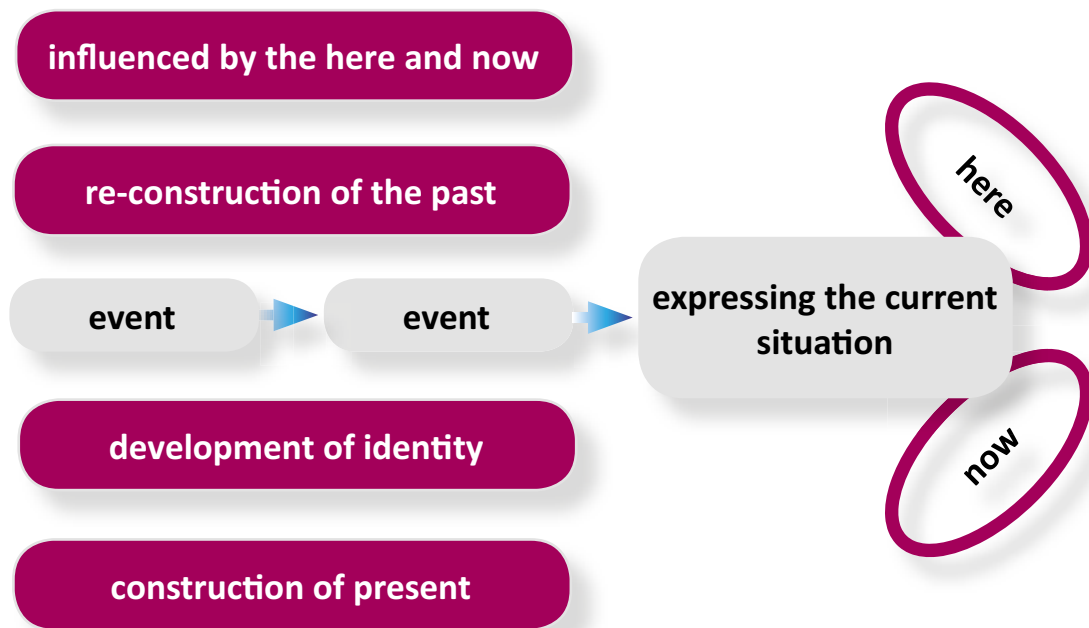 influenced by the here and now
re-construction of the past
here
event
event
expressing the current
situation
development of identity
now
construction of present